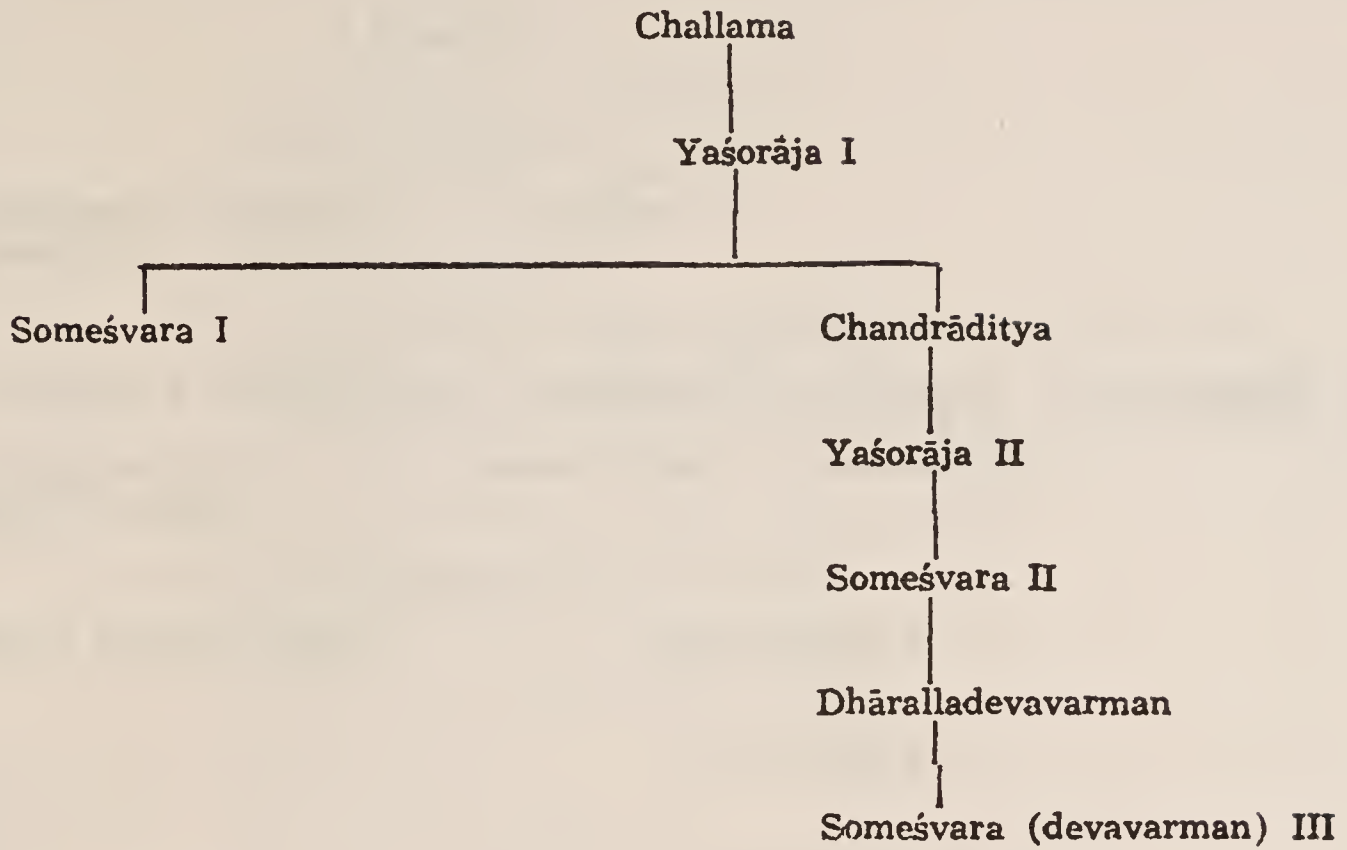 Challama
Yaśorāja I
Someśvara I Chandrāditya
Yaśorāja II
Someśvara II
Dhāralladevavarman
Someśvara (devavarman) III